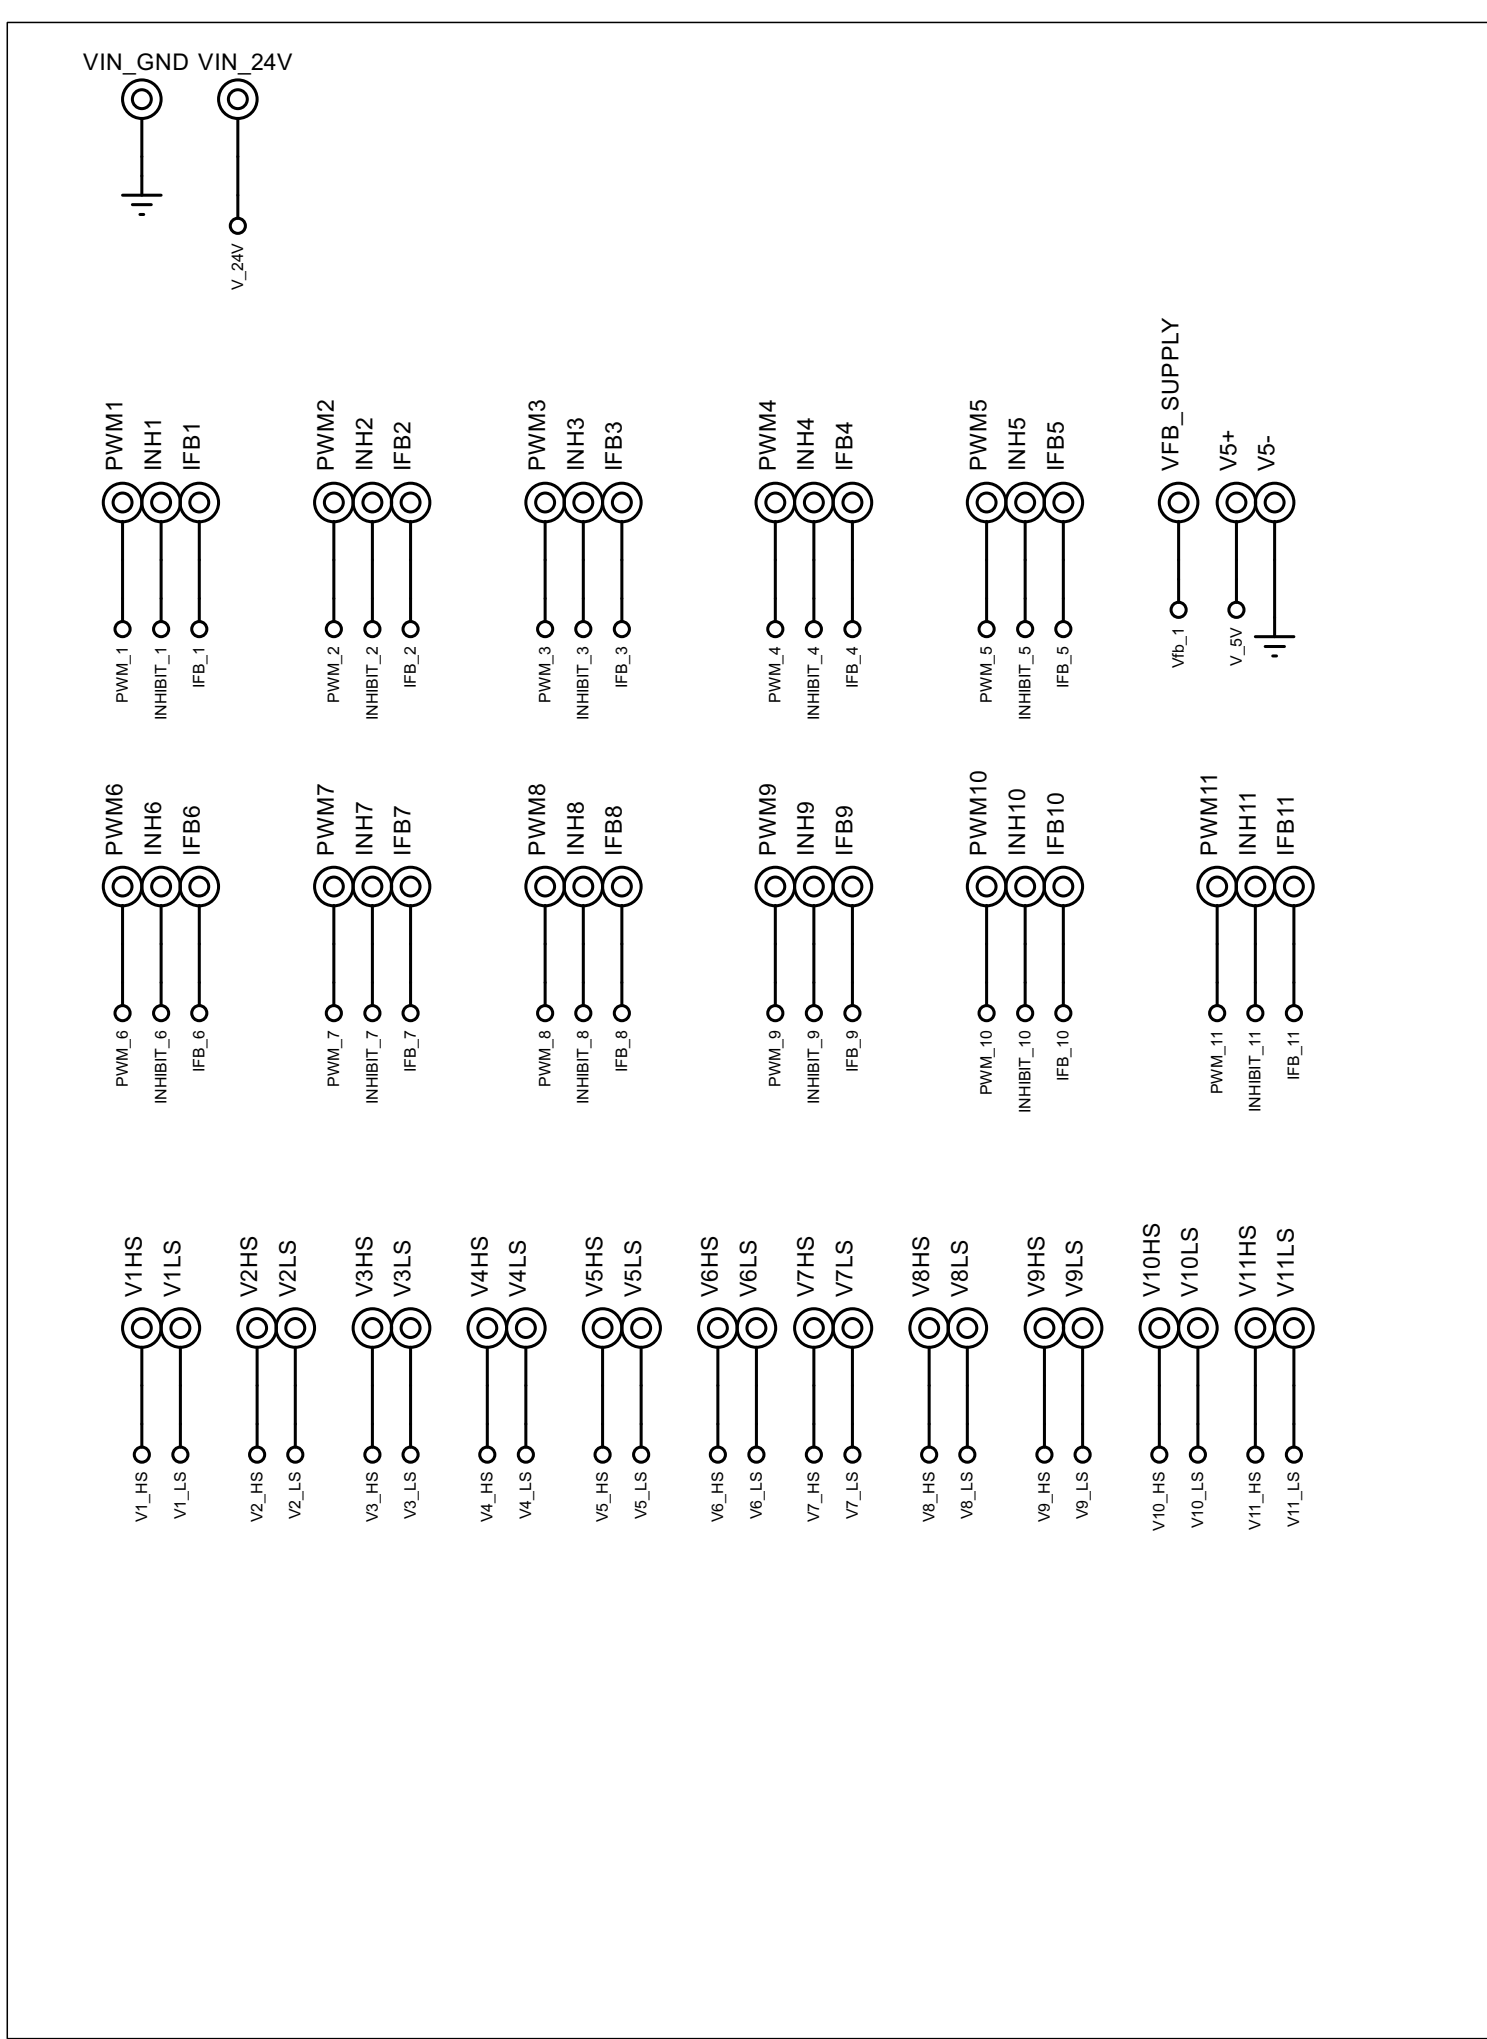 VIN_GND VIN_24V
V_24V
PWM1 INH1 IFB1 PWM2 INH2 IFB2 PWM3 INH3 IFB3 PWM4 INH4 IFB4 PWM5 INH5 IFB5 VFB_SUPPLY V5+ V5-
PWM_1 INHIBIT_1 IFB_1 PWM_2 INHIBIT_2 IFB_2 PWM_3 INHIBIT_3 IFB_3 PWM_4 INHIBIT_4 IFB_4 PWM_5 INHIBIT_5 IFB_5 Vfb_1 V_5V
PWM6 INH6 IFB6 PWM7 INH7 IFB7 PWM8 INH8 IFB8 PWM9 INH9 IFB9 PWM10 INH10 IFB10 PWM11 INH11 IFB11
PWM_6 INHIBIT_6 IFB_6 PWM_7 INHIBIT_7 IFB_7 PWM_8 INHIBIT_8 IFB_8 PWM_9 INHIBIT_9 IFB_9 PWM_10 INHIBIT_10 IFB_10 PWM_11 INHIBIT_11 IFB_11
V1HS V1LS V2HS V2LS V3HS V3LS V4HS V4LS V5HS V5LS V6HS V6LS V7HS V7LS V8HS V8LS V9HS V9LS V10HS V10LS V11HS V11LS
V1_HS V1_LS V2_HS V2_LS V3_HS V3_LS V4_HS V4_LS V5_HS V5_LS V6_HS V6_LS V7_HS V7_LS V8_HS V8_LS V9_HS V9_LS V10_HS V10_LS V11_HS V11_LS